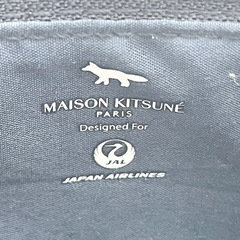 MAISON KITSUNÉ
PARIS
Designed For
JAL
JAPAN AIRLINES